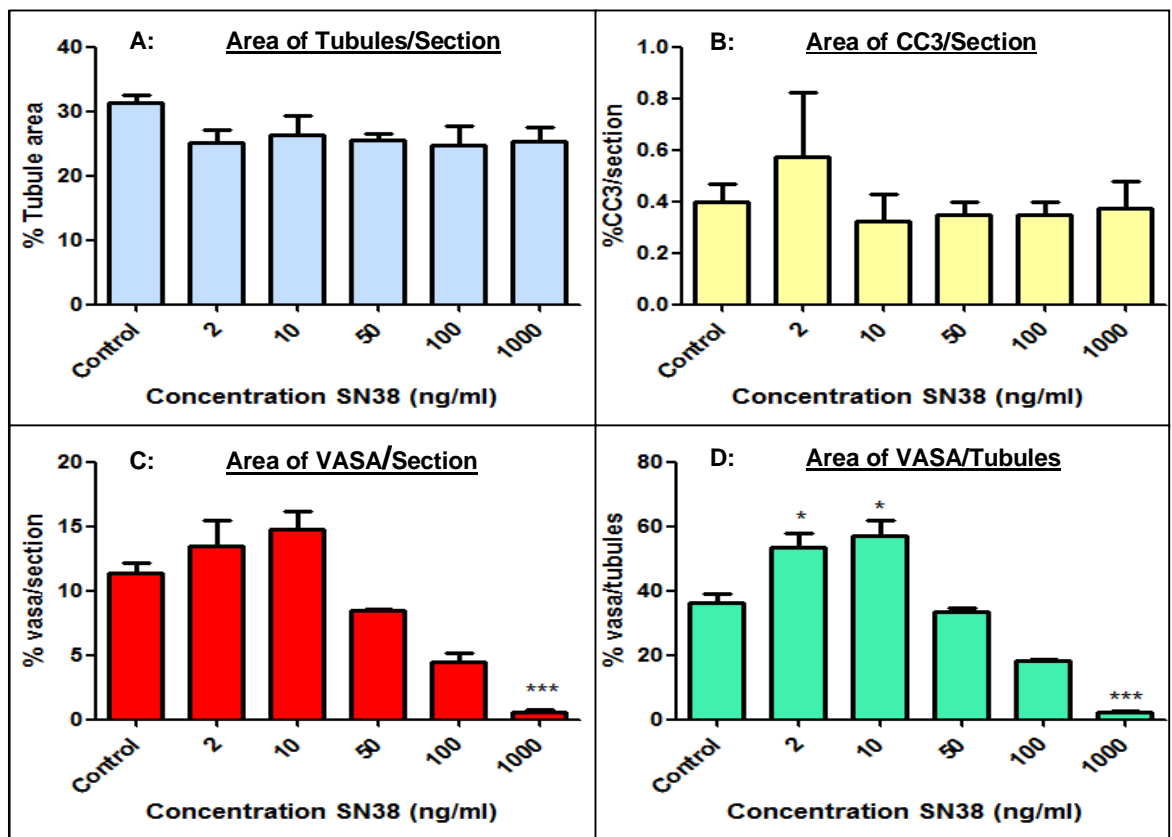 A: Area of Tubules/Section
40
30
20
10
0
% Tubule area
Control 2 10 50 100 1000
Concentration SN38 (ng/ml)
B: Area of CC3/Section
1.0
0.8
0.6
0.4
0.2
0.0
%CC3/section
Control 2 10 50 100 1000
Concentration SN38 (ng/ml)
C: Area of VASA/Section
20
15
10
5
0
% vasa/section
***
Control 2 10 50 100 1000
Concentration SN38 (ng/ml)
D: Area of VASA/Tubules
80
60
40
20
0
% vasa/tubules
* *
***
Control 2 10 50 100 1000
Concentration SN38 (ng/ml)